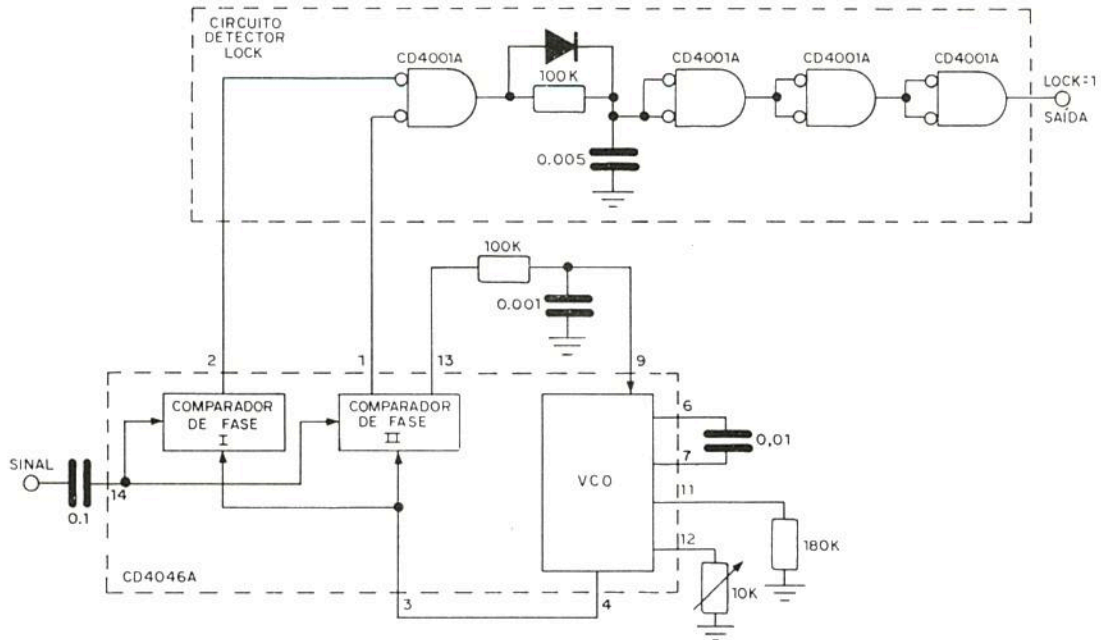 CIRCUITO
DETECTOR
LOCK
CD4001A
100K
CD4001A
CD4001A
CD4001A
LOCK=1
SAÍDA
0.005
100K
0.001
2
1
13
9
COMPARADOR
DE FASE
I
COMPARADOR
DE FASE
II
VCO
6
7
0,01
SINAL
0.1
14
11
12
180K
10K
CD4046A
3
4